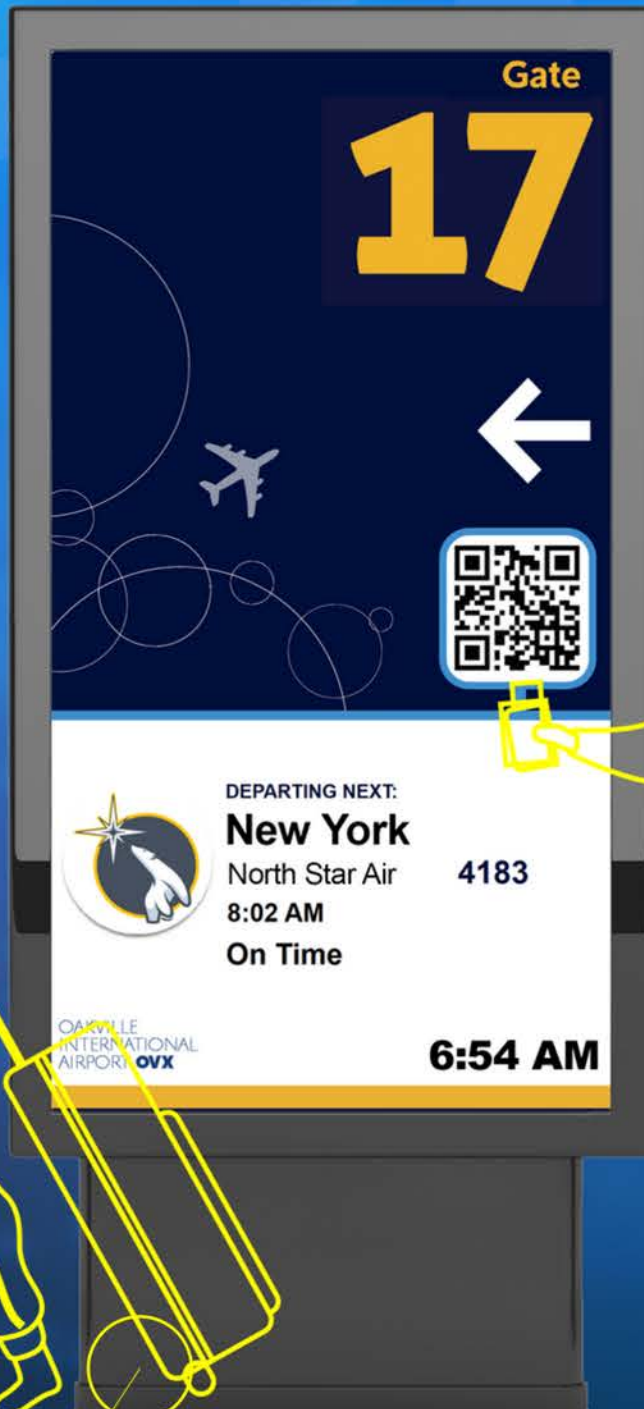 Gate
17
DEPARTING NEXT:
New York
North Star Air 4183
8:02 AM
On Time
OAKVILLE
INTERNATIONAL
AIRPORT OVX
6:54 AM